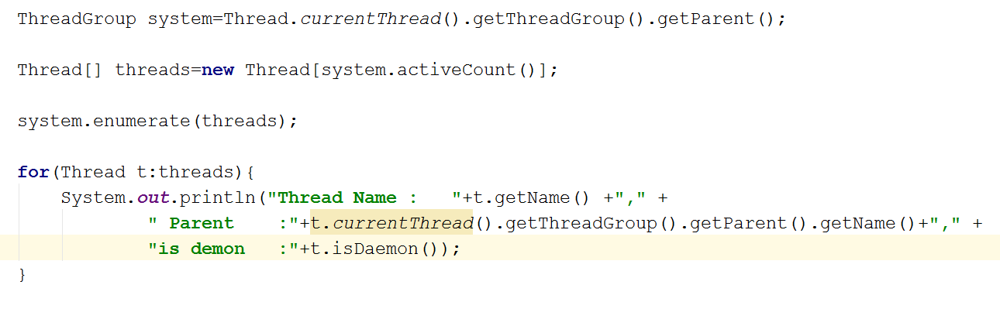 ThreadGroup system=Thread.currentThread().getThreadGroup().getParent();
Thread[] threads=new Thread[system.activeCount()];
system.enumerate(threads);
for(Thread t:threads){
    System.out.println("Thread Name :   "+t.getName() +"," +
            " Parent    :"+t.currentThread().getThreadGroup().getParent().getName()+"," +
            "is demon   :"+t.isDaemon());
}